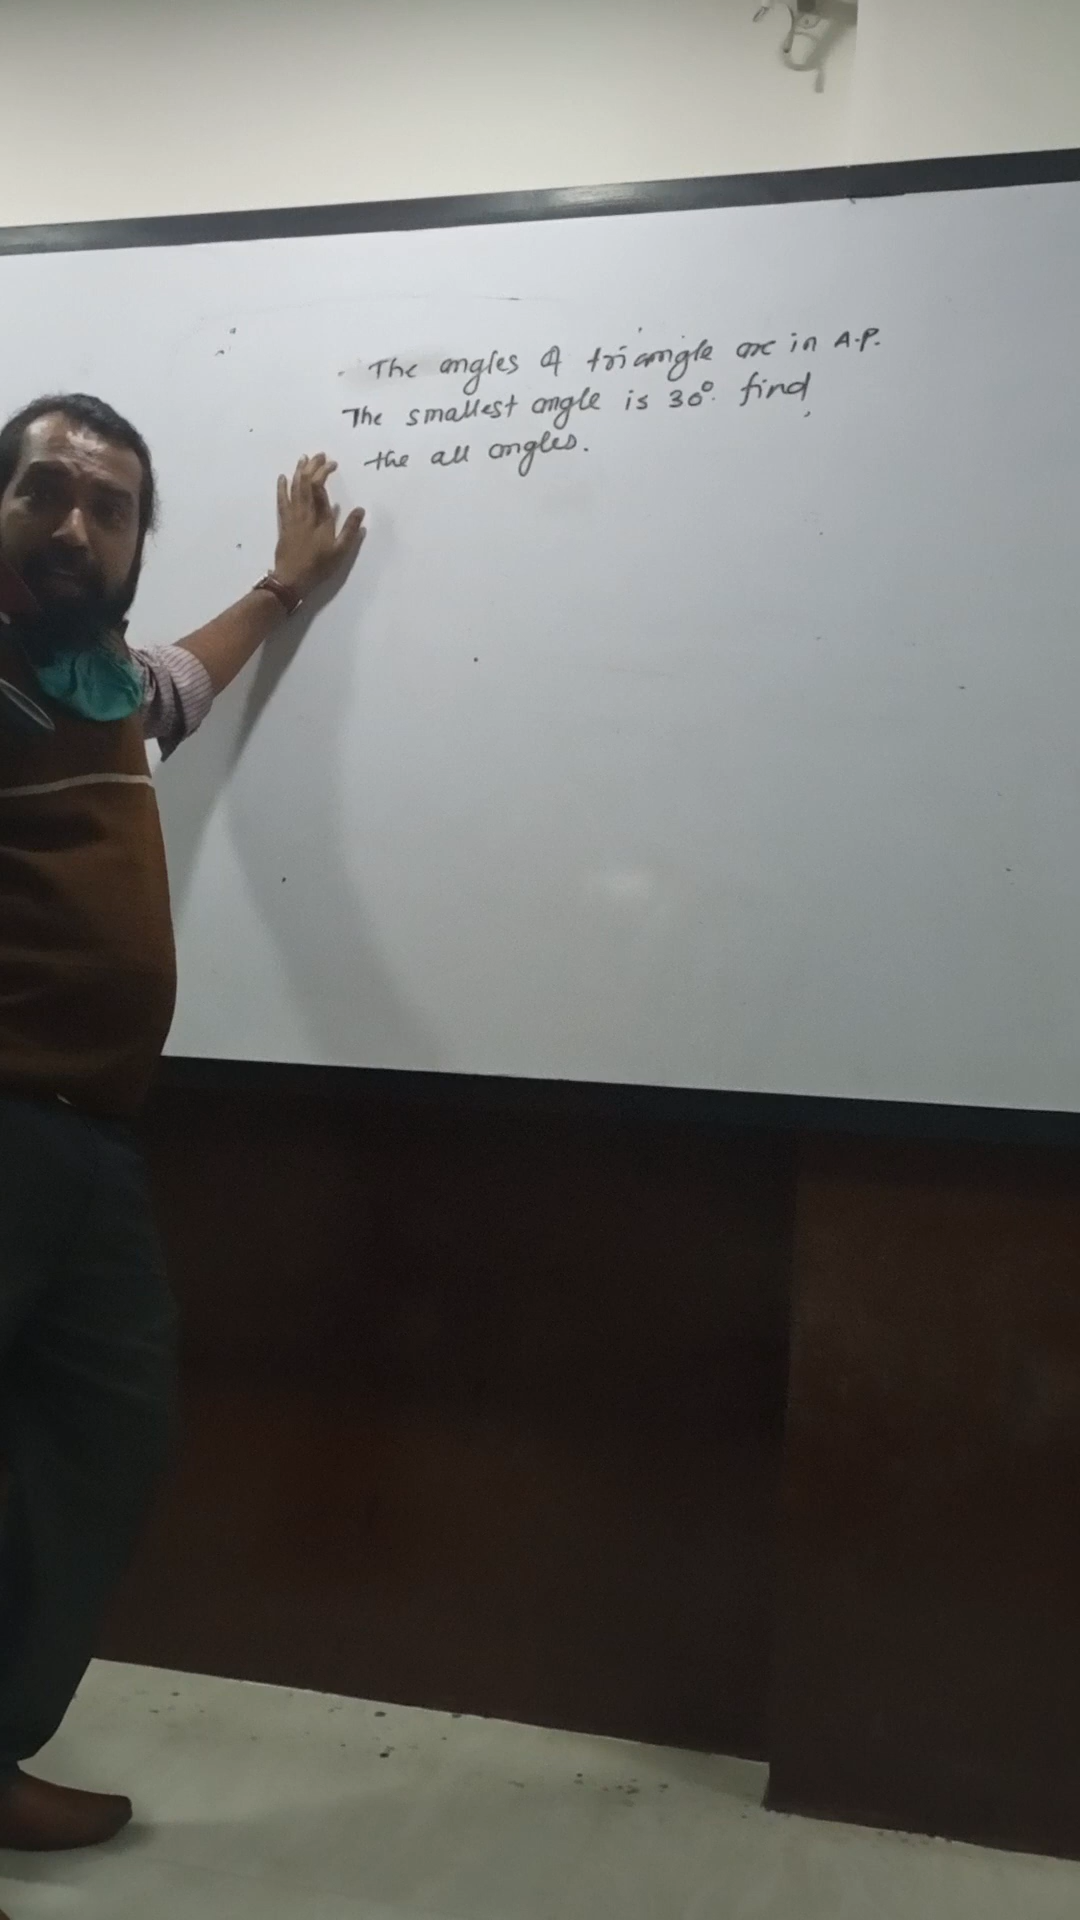 The angles of triangle are in A.P.
The smallest angle is 30°. find
the all angles.